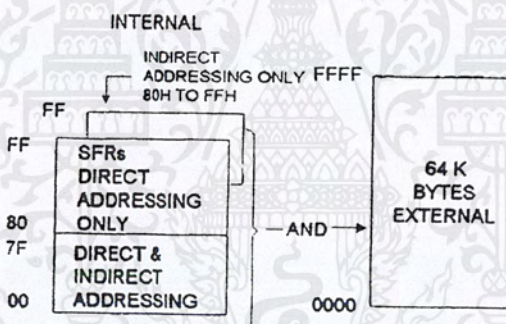 INTERNAL
INDIRECT
ADDRESSING ONLY
80H TO FFH
FFFF
FF
FF
SFRs
DIRECT
ADDRESSING
ONLY
80
7F
DIRECT &
INDIRECT
ADDRESSING
00
AND
64 K
BYTES
EXTERNAL
0000